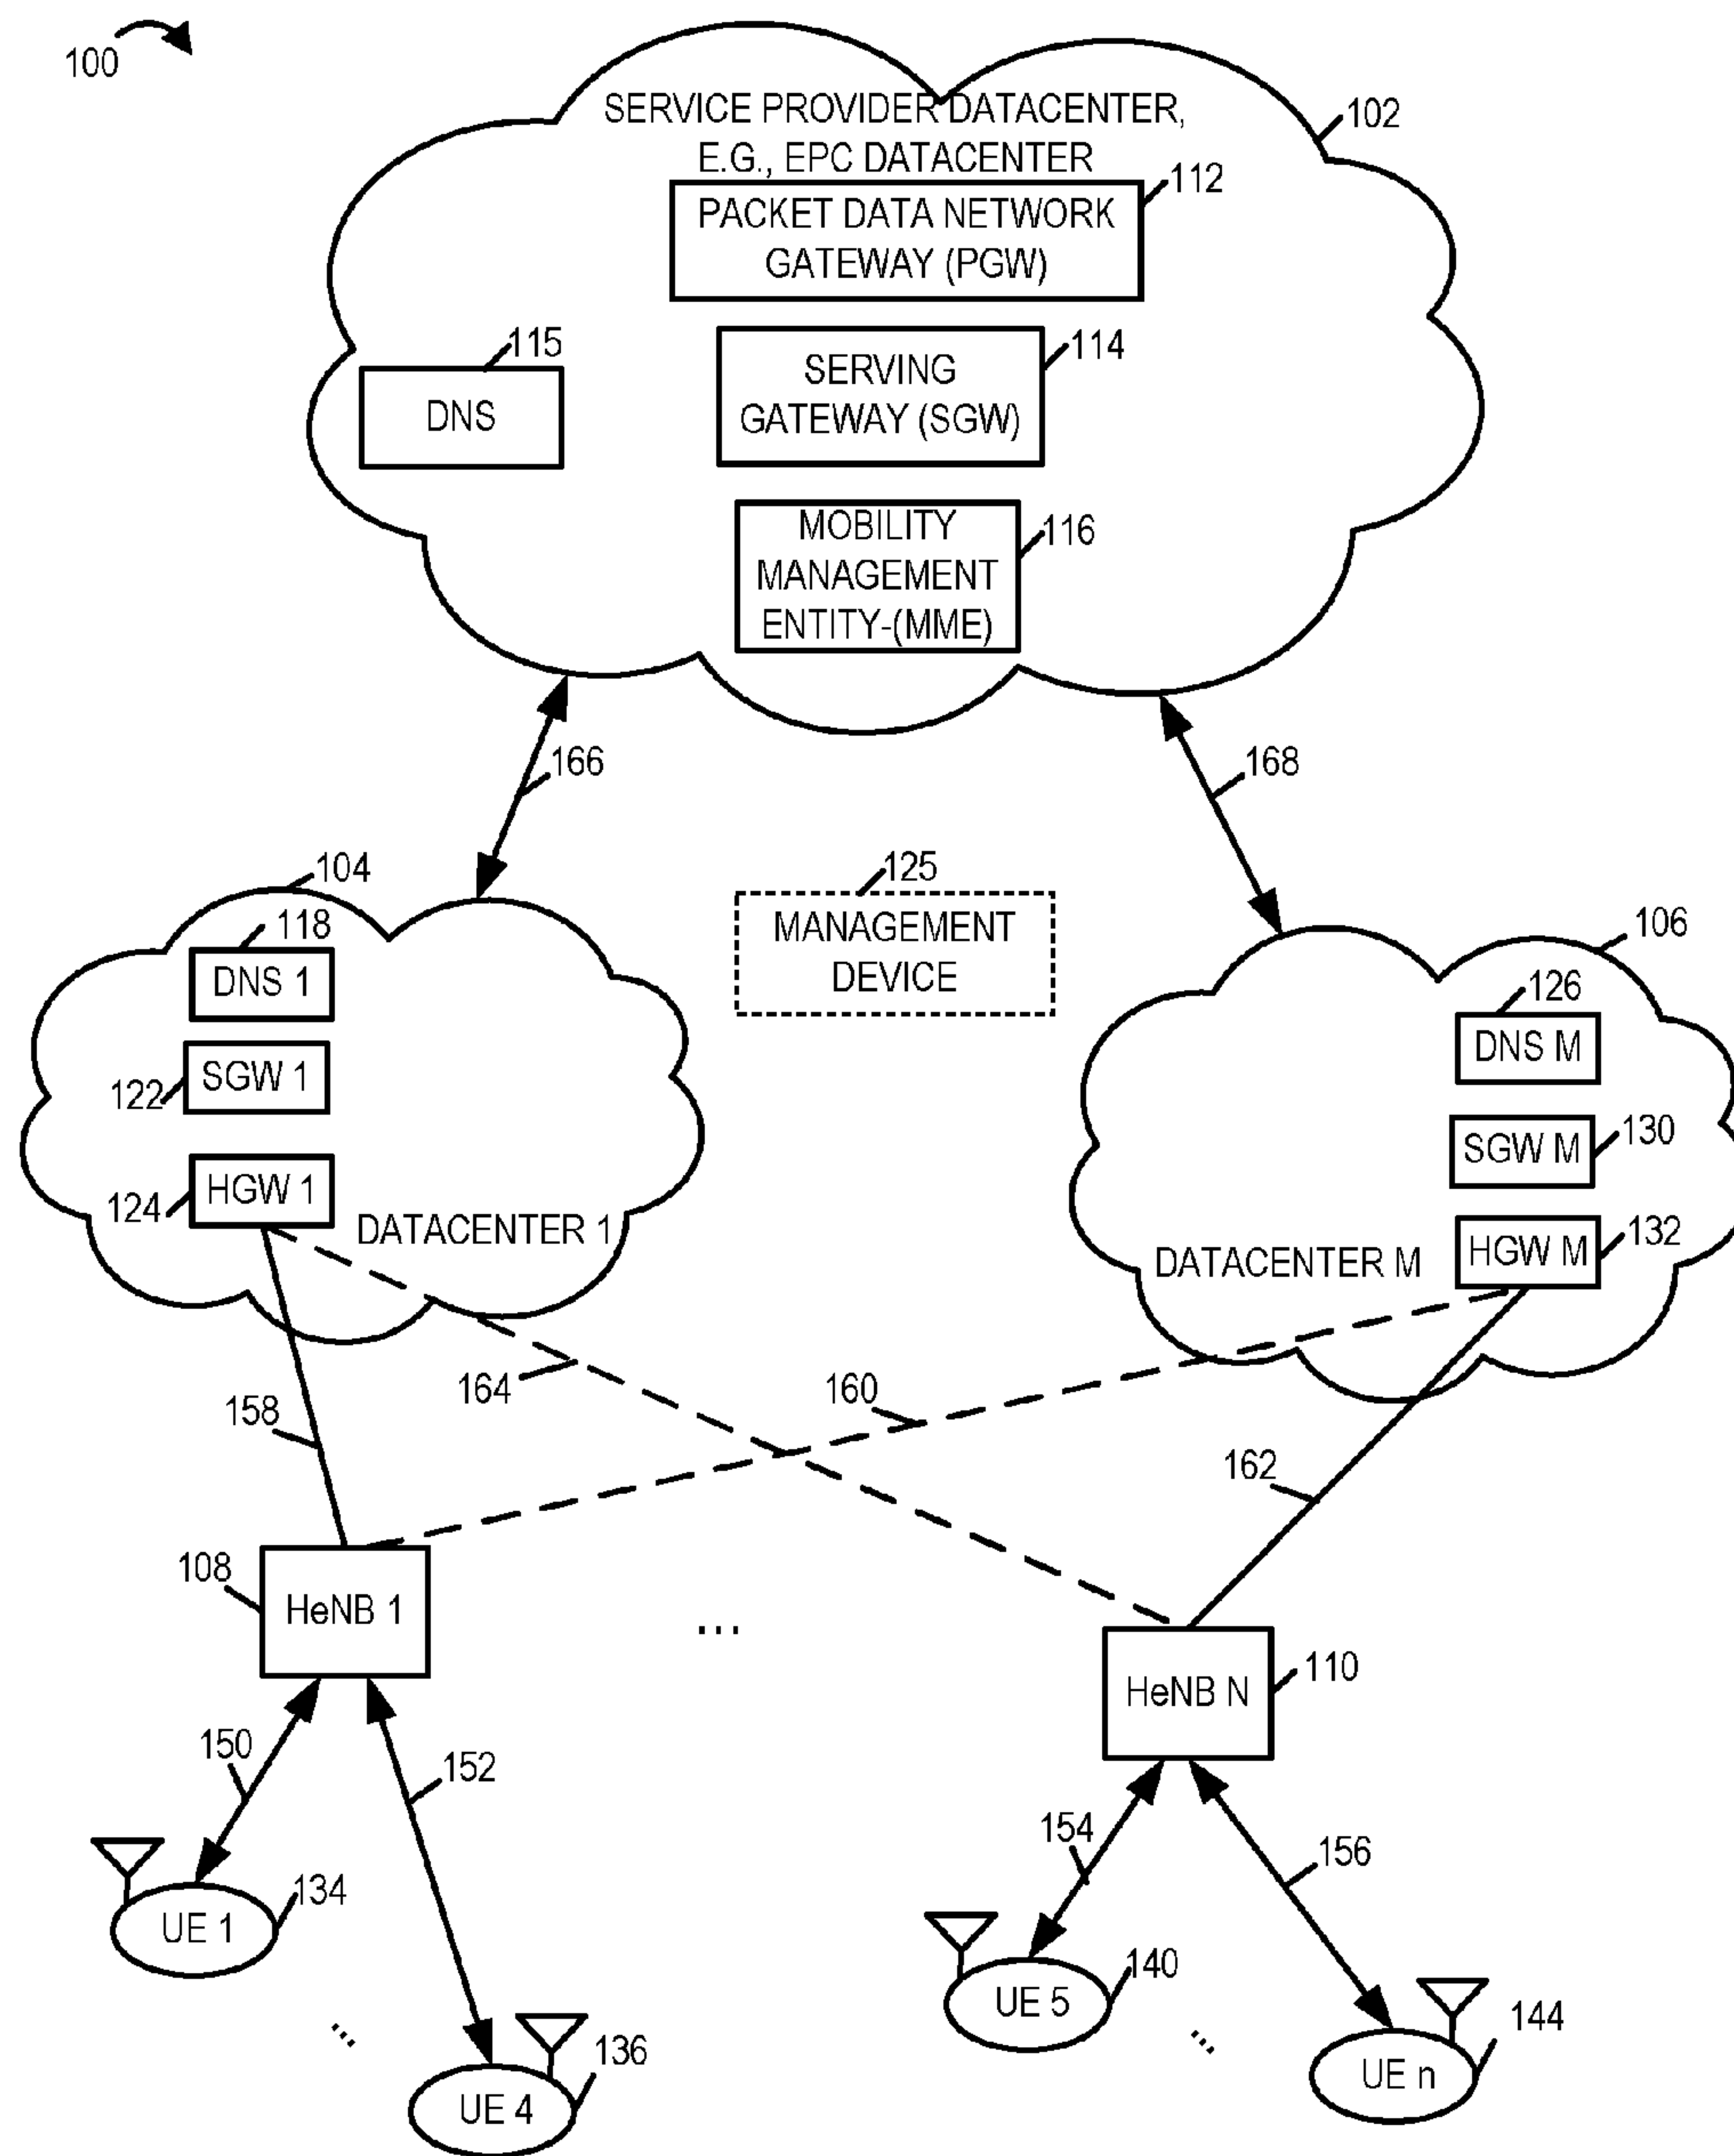 100
SERVICE PROVIDER DATACENTER,
E.G., EPC DATACENTER
102
112
PACKET DATA NETWORK
GATEWAY (PGW)
115
DNS
114
SERVING
GATEWAY (SGW)
116
MOBILITY
MANAGEMENT
ENTITY-(MME)
166
168
104
118
DNS 1
122
SGW 1
124
HGW 1
DATACENTER 1
125
MANAGEMENT
DEVICE
106
126
DNS M
SGW M
130
HGW M
132
DATACENTER M
164
160
158
162
108
HeNB 1
...
HeNB N
110
150
152
154
156
134
UE 1
...
136
UE 4
140
UE 5
...
144
UE n